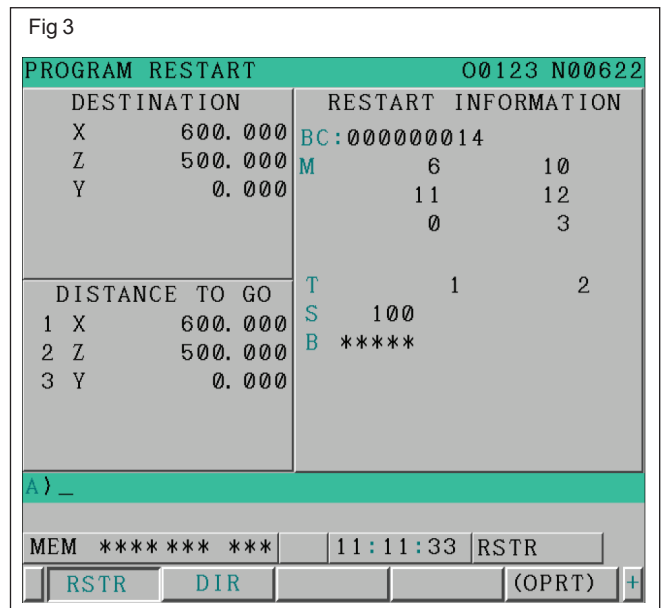 Fig 3
PROGRAM RESTART O0123 N00622
DESTINATION
X 600.000
Z 500.000
Y 0.000
DISTANCE TO GO
1 X 600.000
2 Z 500.000
3 Y 0.000
RESTART INFORMATION
BC:000000014
M 6 10
11 12
0 3
T 1 2
S 100
B *****
A)_
MEM **** *** *** 11:11:33 RSTR
RSTR DIR (OPRT) +